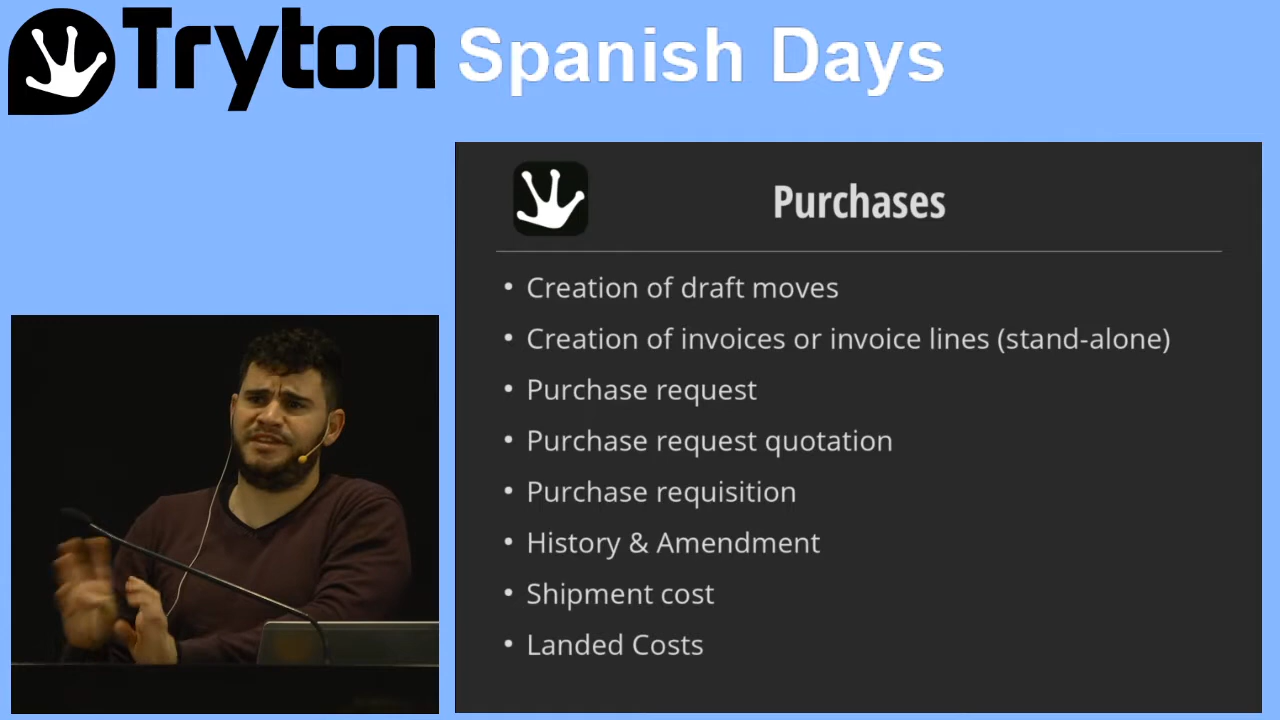 Tryton Spanish Days
Purchases
• Creation of draft moves
• Creation of invoices or invoice lines (stand-alone)
• Purchase request
• Purchase request quotation
• Purchase requisition
• History & Amendment
• Shipment cost
• Landed Costs